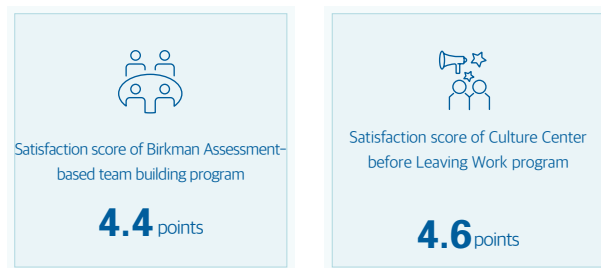 Satisfaction score of Birkman Assessment-
based team building program
4.4 points
Satisfaction score of Culture Center
before Leaving Work program
4.6 points